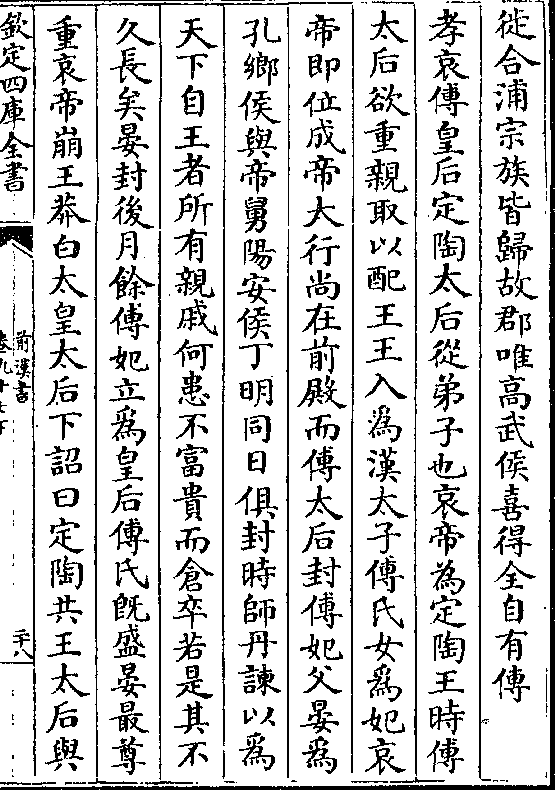 徙合浦宗族皆歸故郡唯髙武侯喜得全自有傳
孝哀傅皇后定陶太后從弟子也哀帝為定陶王時傅
太后欲重親取以配王王入為漢太子傅氏女為妃哀
帝即位成帝大行尚在前殿而傅太后封傅妃父晏為
孔鄉侯與帝舅陽安侯丁明同日俱封時師丹諫以為
天下自王者所有親戚何患不富貴而倉卒若是其不
久長矣晏封後月餘傅妃立為皇后傅氏既盛晏最尊
重哀帝崩王莽白太皇太后下詔曰定陶共王太后與
欽定四庫全書
前漢書
卷九十七下
二十八